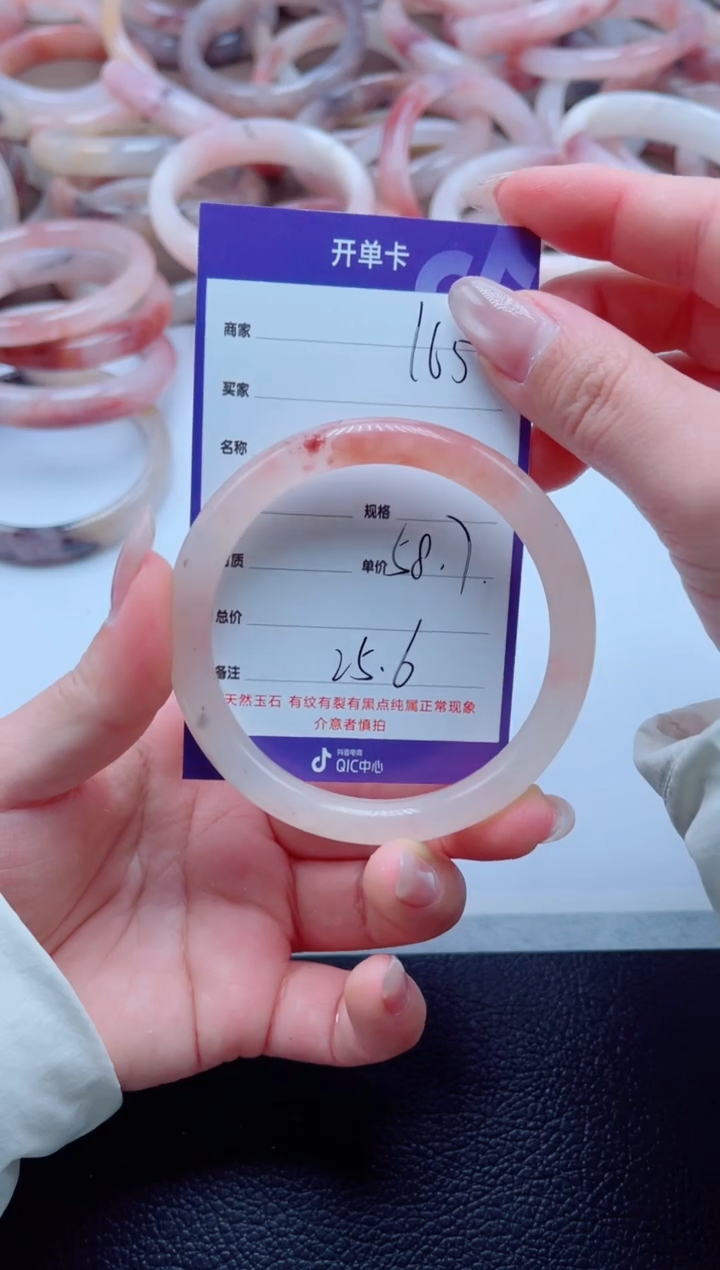 开单卡
商家 165
买家
名称
规格
质 单价 58.7.
总价
备注 25.6
天然玉石 有纹有裂有黑点纯属正常现象
介意者慎拍
抖音电商
QIC中心